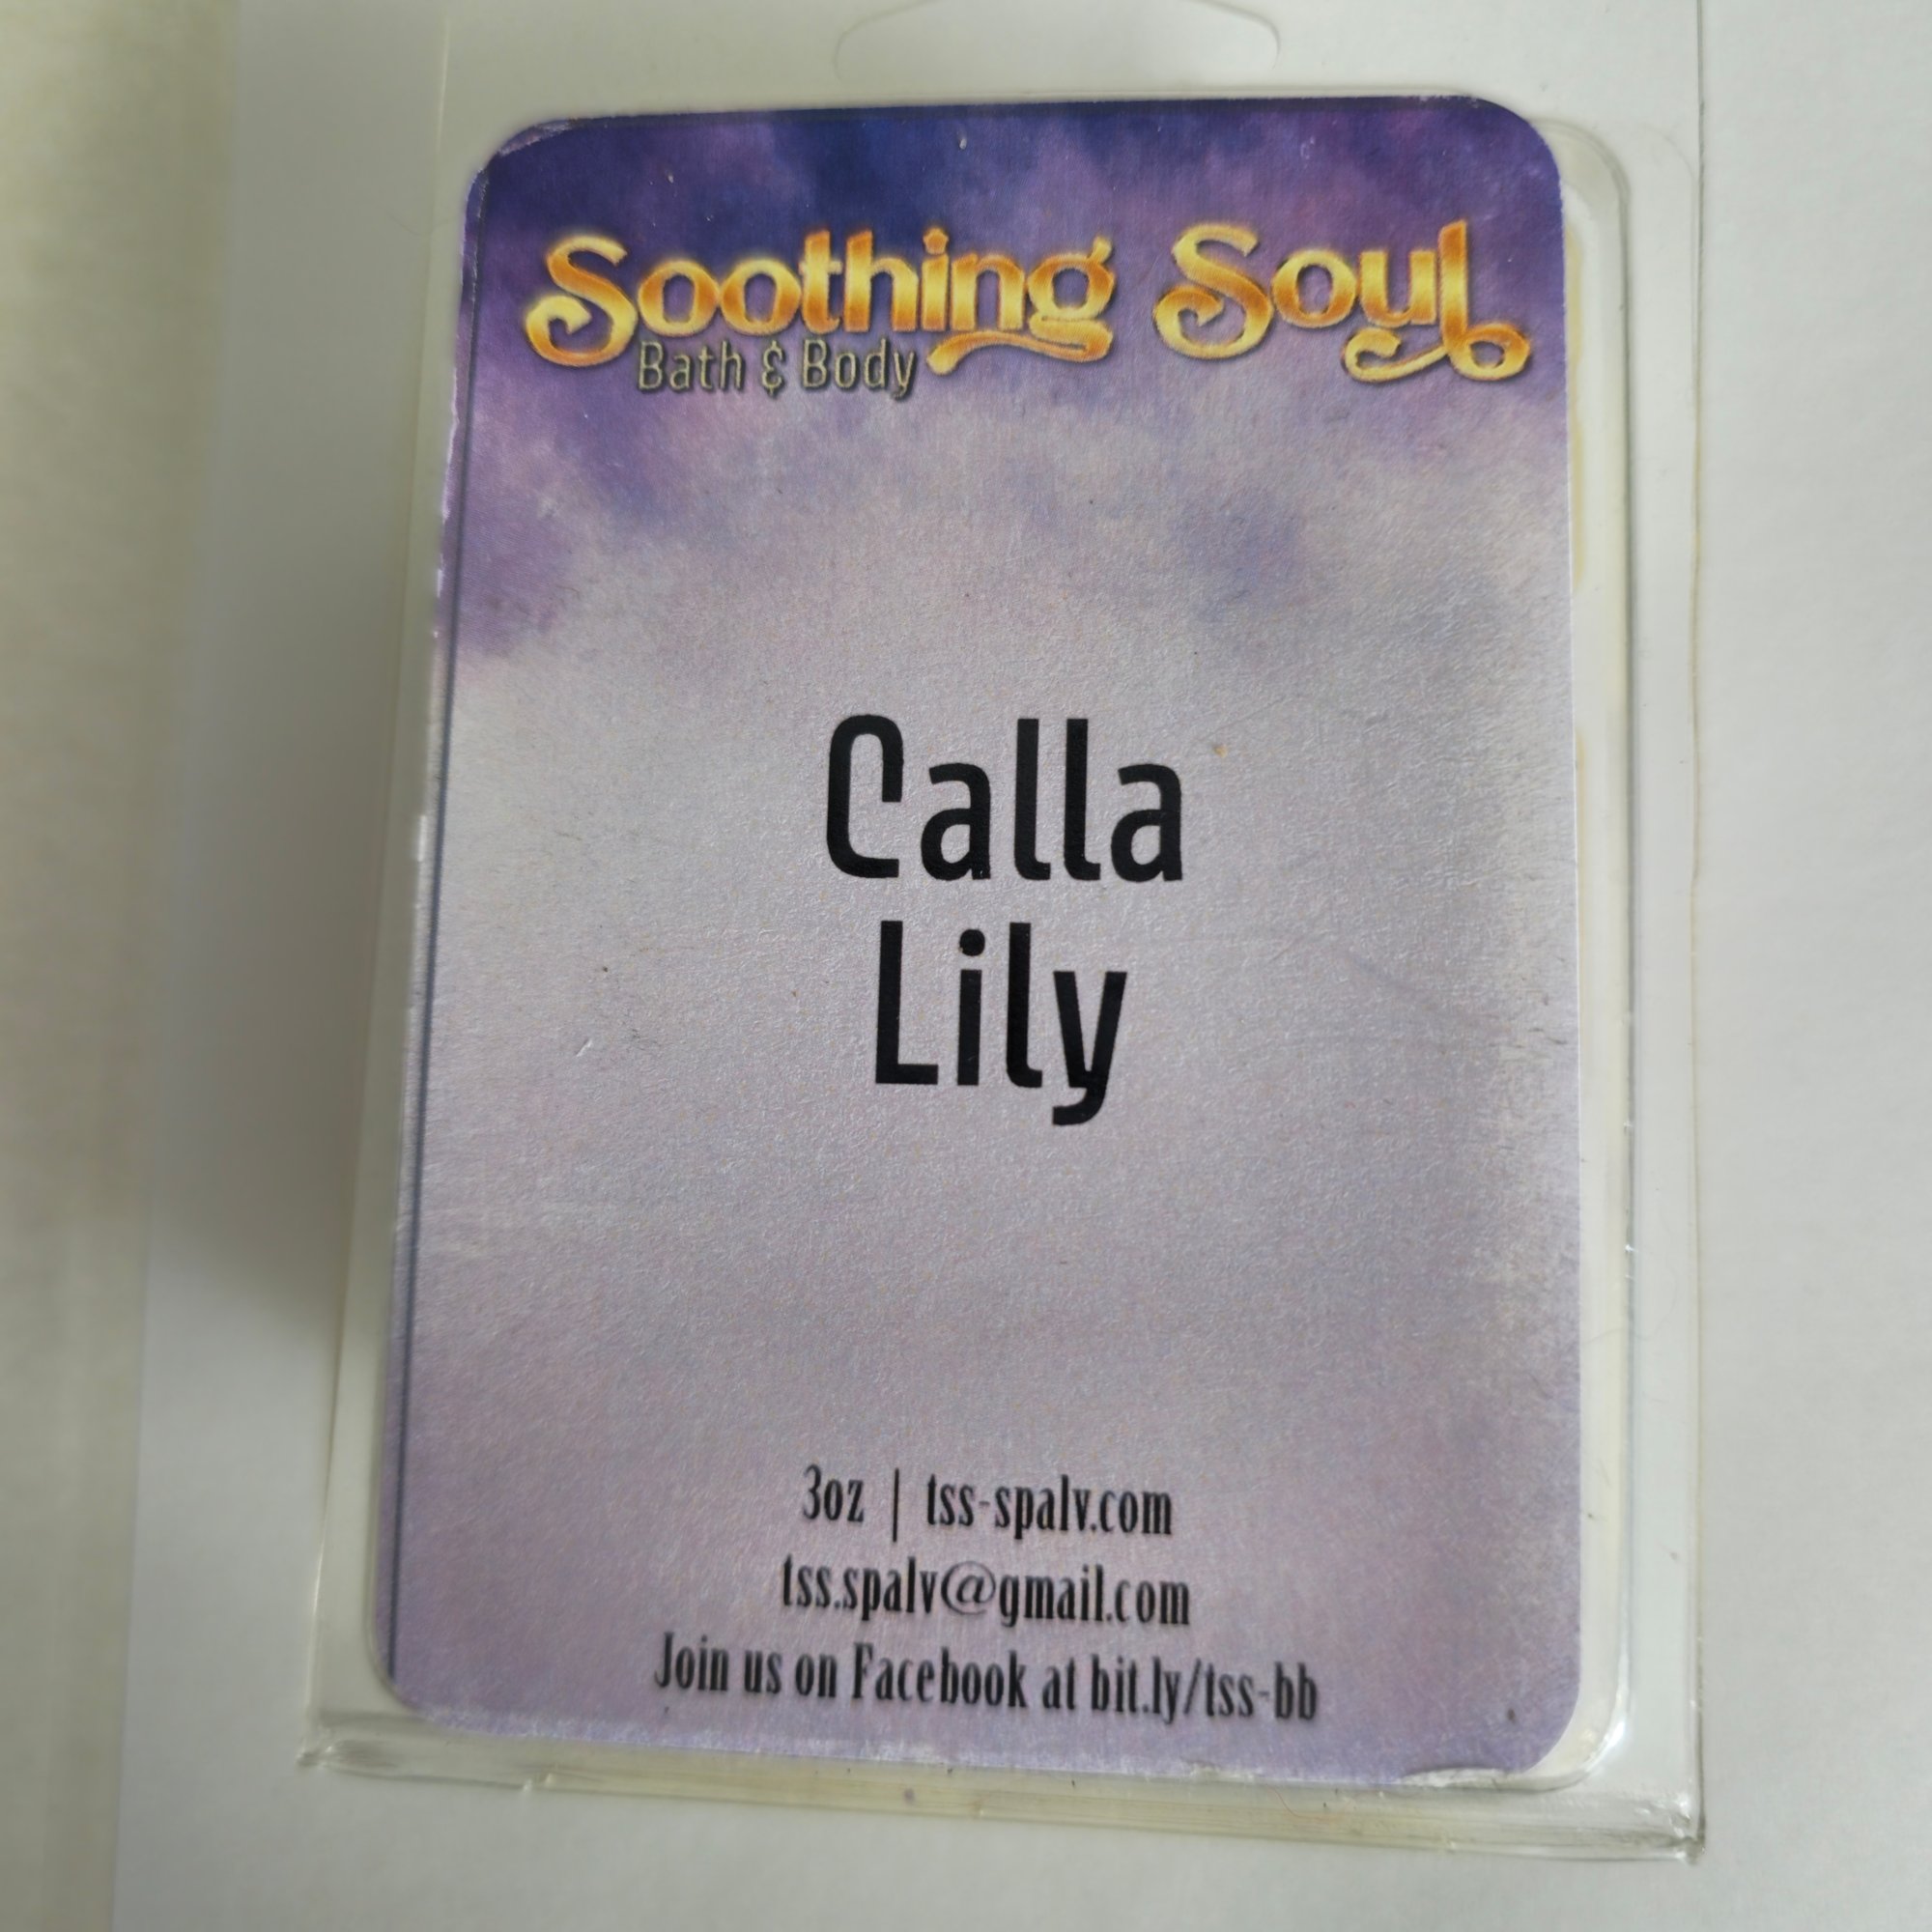 Soothing Soul
Bath & Body
Calla
Lily
3oz | tss-spalv.com
tss.spalv@gmail.com
Join us on Facebook at bit.ly/tss-bb